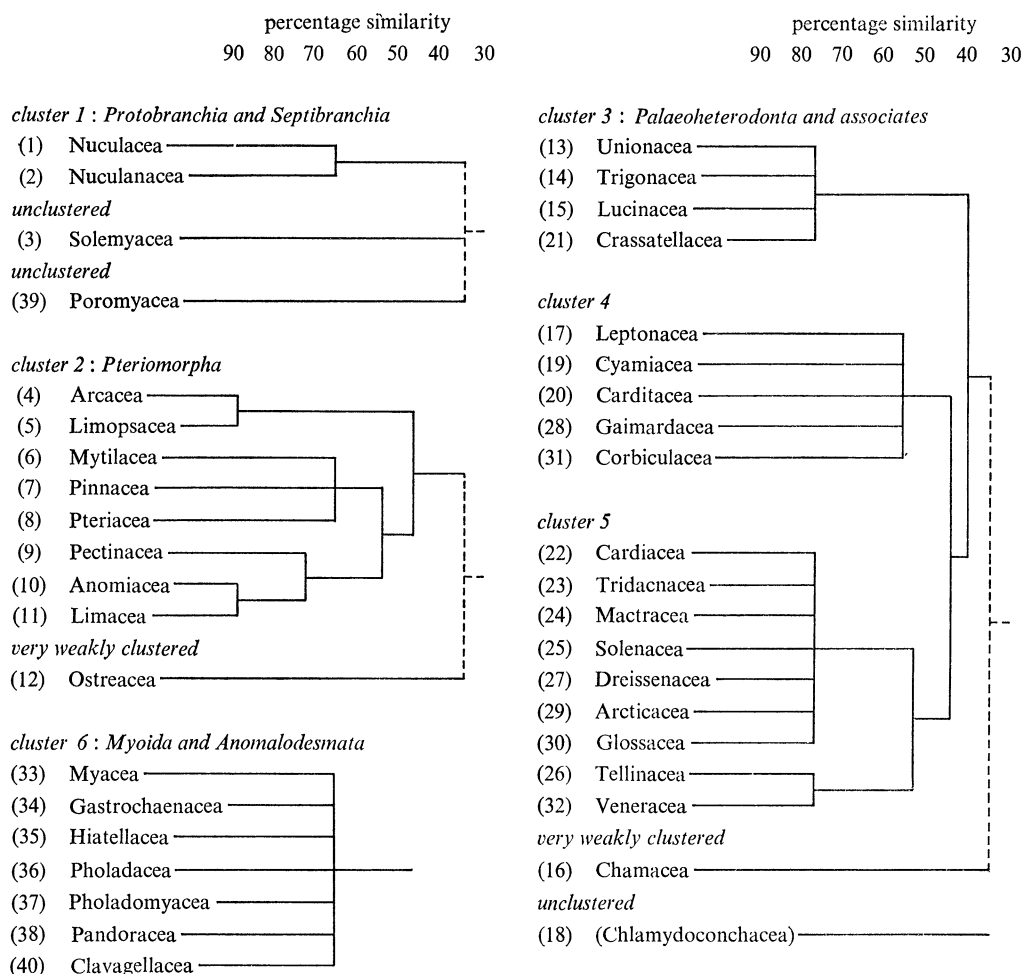 percentage similarity
90 80 70 60 50 40 30
cluster 1 : Protobranchia and Septibranchia
(1) Nuculacea
(2) Nuculanacea
unclustered
(3) Solemyacea
unclustered
(39) Poromyacea
cluster 2 : Pteriomorpha
(4) Arcacea
(5) Limopsacea
(6) Mytilacea
(7) Pinnacea
(8) Pteriacea
(9) Pectinacea
(10) Anomiacea
(11) Limacea
very weakly clustered
(12) Ostreacea
cluster 6 : Myoida and Anomalodesmata
(33) Myacea
(34) Gastrochaenacea
(35) Hiatellacea
(36) Pholadacea
(37) Pholadomyacea
(38) Pandoracea
(40) Clavagellacea
percentage similarity
90 80 70 60 50 40 30
cluster 3 : Palaeoheterodonta and associates
(13) Unionacea
(14) Trigonacea
(15) Lucinacea
(21) Crassatellacea
cluster 4
(17) Leptonacea
(19) Cyamiacea
(20) Carditacea
(28) Gaimardacea
(31) Corbiculacea
cluster 5
(22) Cardiacea
(23) Tridacnacea
(24) Mactracea
(25) Solenacea
(27) Dreissenacea
(29) Arcticacea
(30) Glossacea
(26) Tellinacea
(32) Veneracea
very weakly clustered
(16) Chamacea
unclustered
(18) (Chlamydoconchacea)